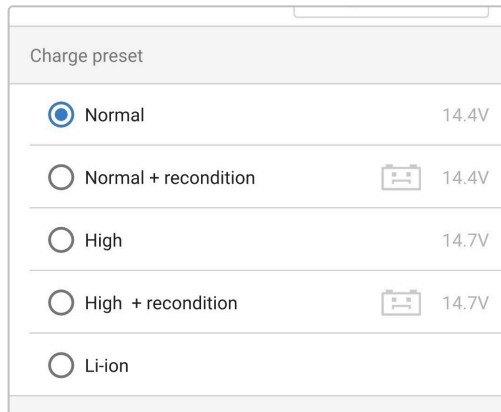 Charge preset
Normal 14.4V
Normal + recondition 14.4V
High 14.7V
High + recondition 14.7V
Li-ion